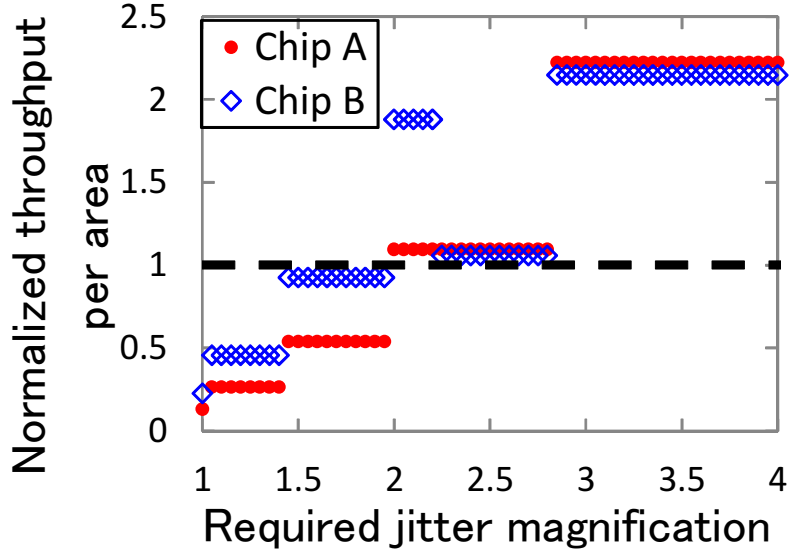 Normalized throughput
per area
2.5
2
1.5
1
0.5
0
Chip A
Chip B
1 1.5 2 2.5 3 3.5 4
Required jitter magnification